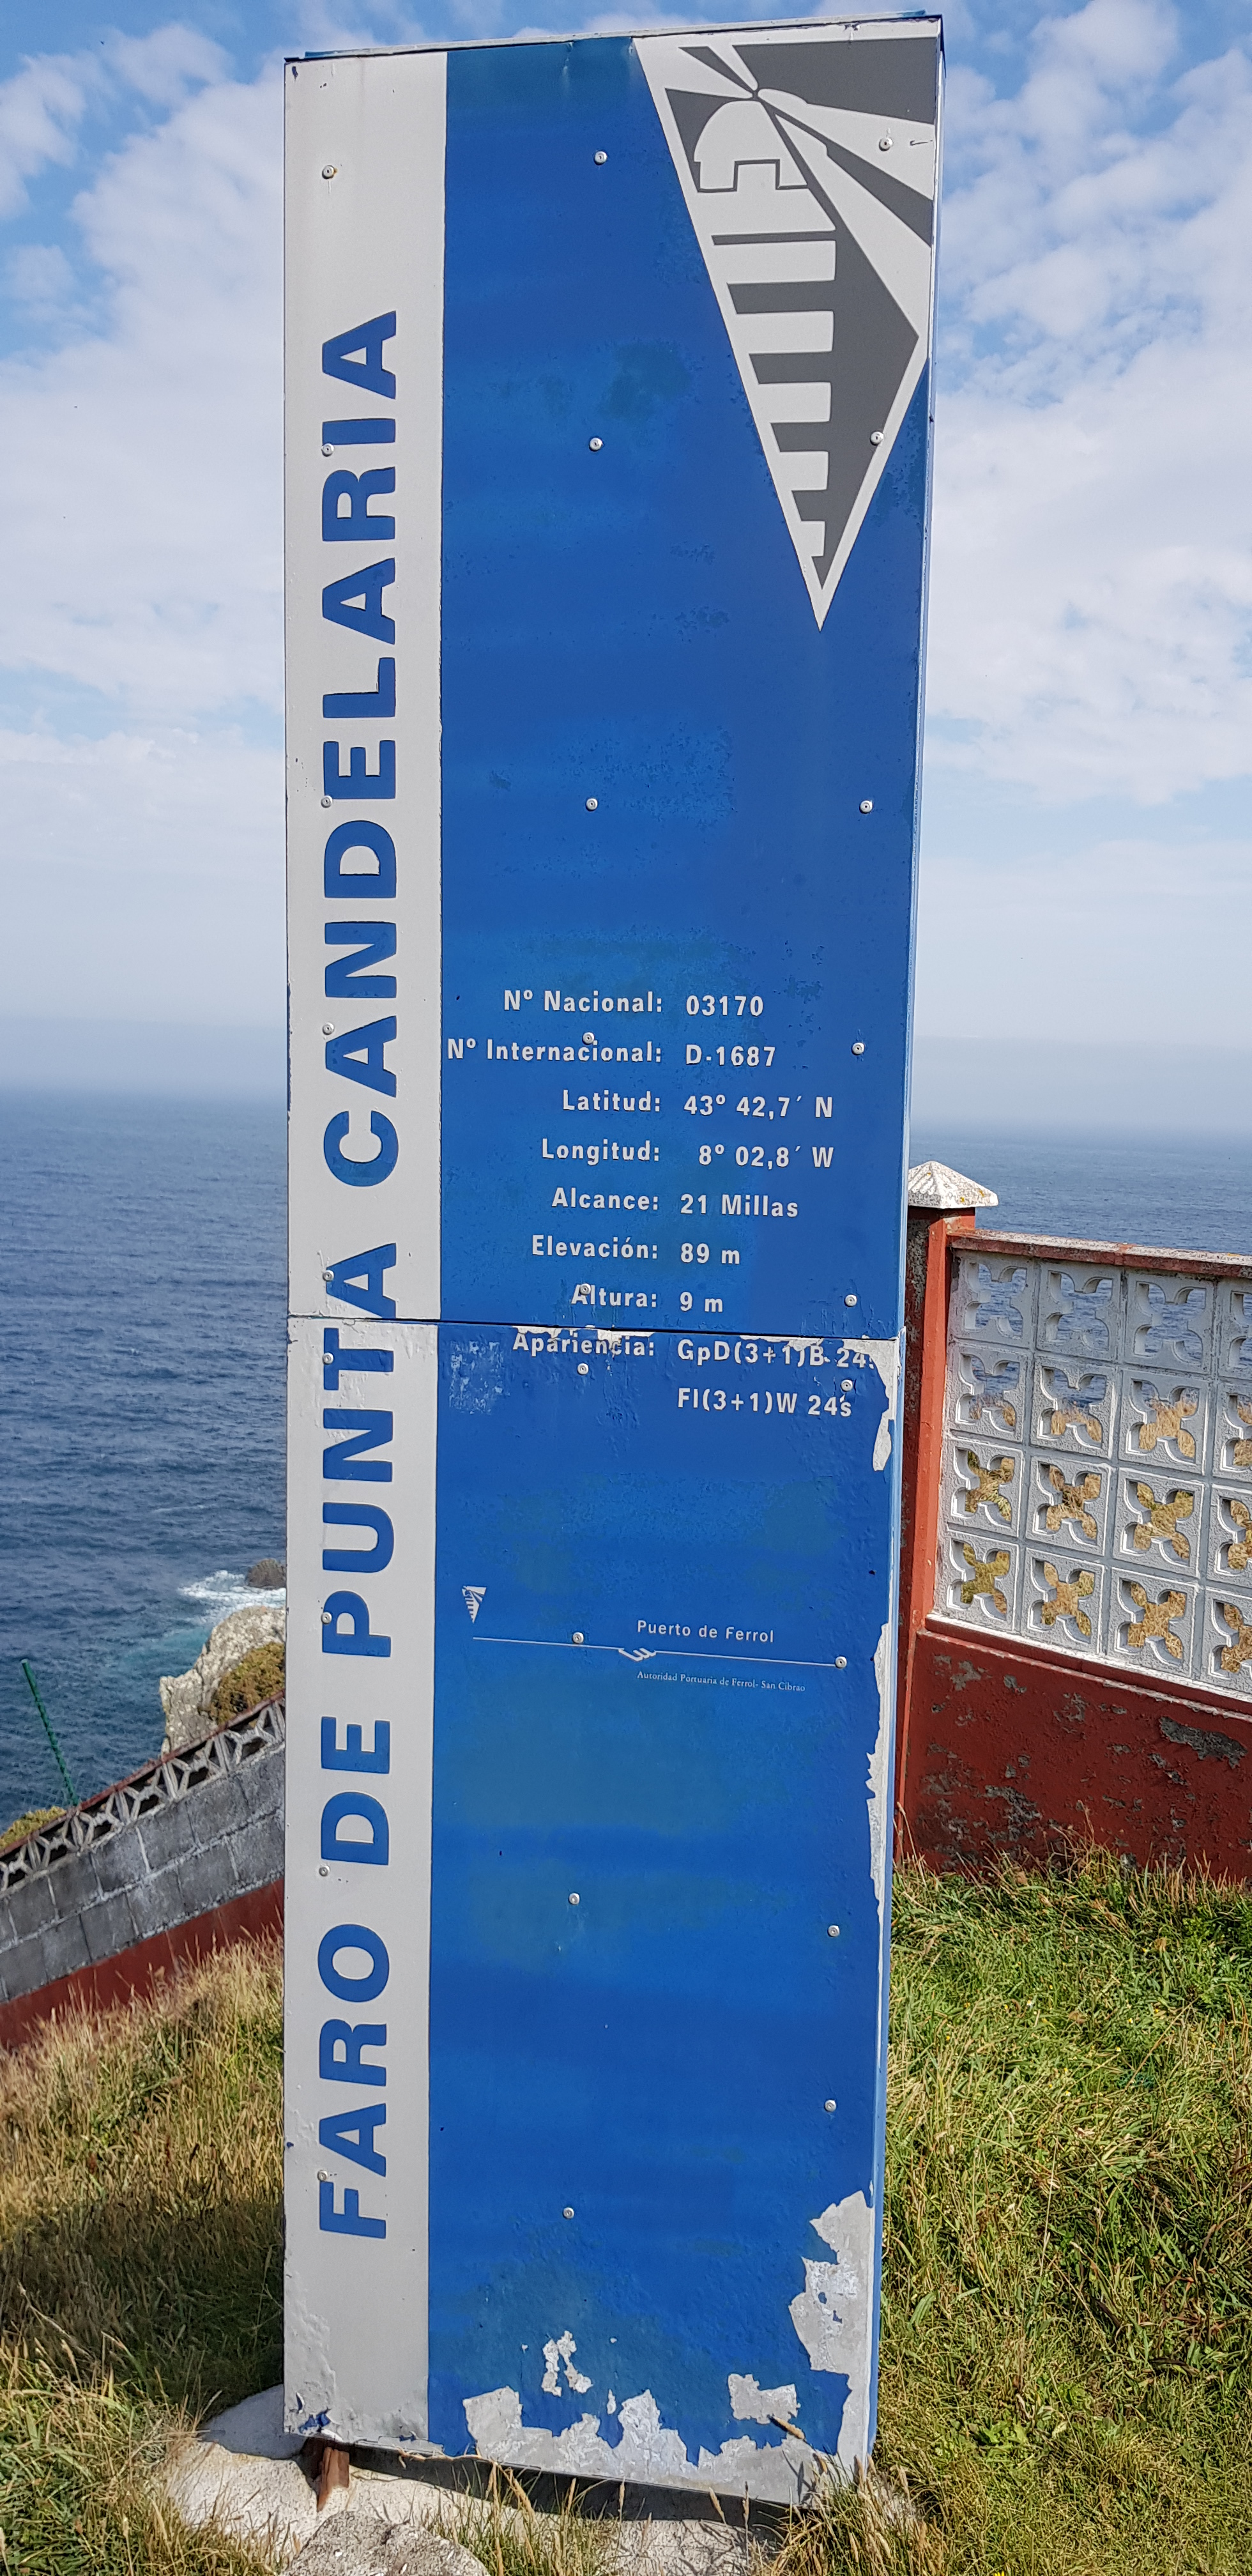 FARO DE PUNTA CANDELARIA
Nº Nacional: 03170
Nº Internacional: D-1687
Latitud: 43º 42,7´ N
Longitud: 8º 02,8´ W
Alcance: 21 Millas
Elevación: 89 m
Altura: 9 m
Apariencia: GpD(3+1)B 24s
Fl(3+1)W 24s
Puerto de Ferrol
Autoridad Portuaria de Ferrol- San Cibrao